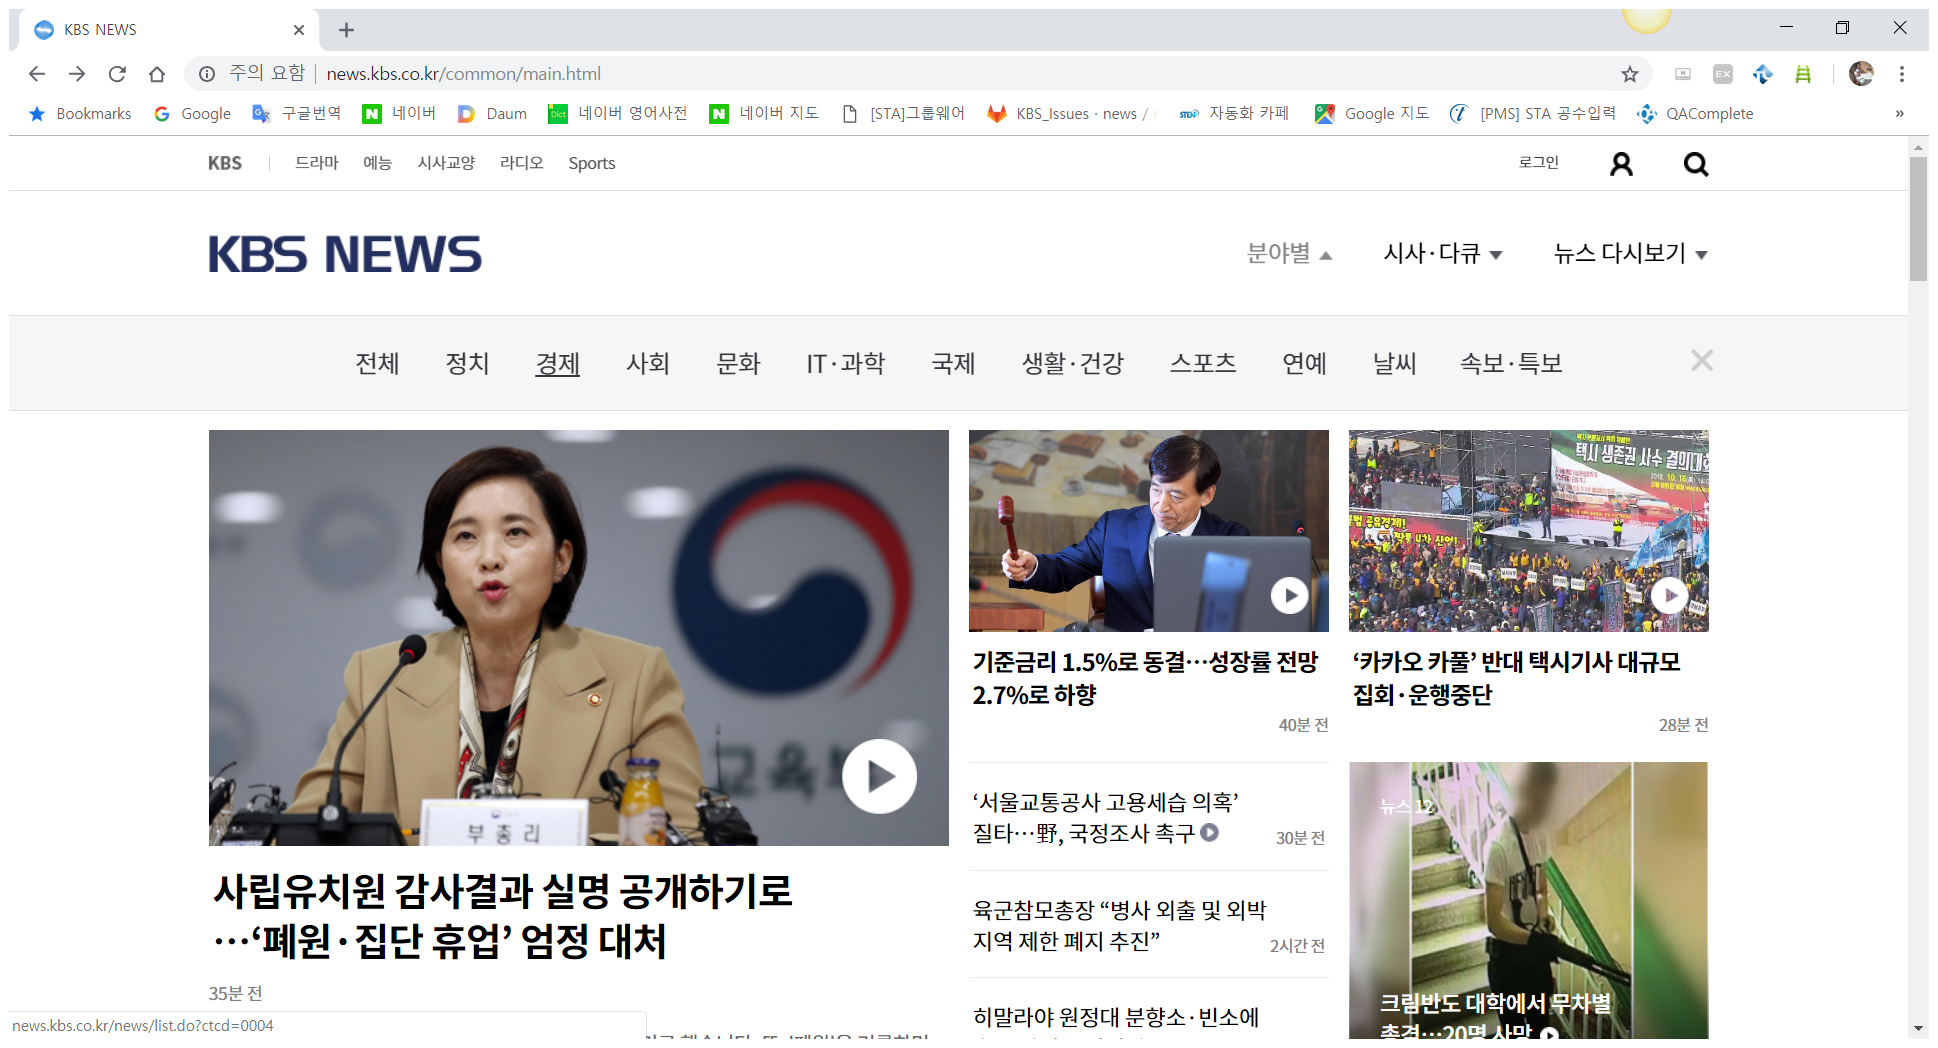 KBS NEWS
주의 요함 | news.kbs.co.kr/common/main.html
Bookmarks Google 구글번역 네이버 Daum 네이버 영어사전 네이버 지도 [STA]그룹웨어 KBS_Issues · news / 자동화 카페 Google 지도 [PMS] STA 공수입력 QAComplete »
KBS 드라마 예능 시사교양 라디오 Sports 로그인
KBS NEWS 분야별 시사·다큐 뉴스 다시보기
전체 정치 경제 사회 문화 IT·과학 국제 생활·건강 스포츠 연예 날씨 속보·특보
부총리
사립유치원 감사결과 실명 공개하기로
…‘폐원·집단 휴업’ 엄정 대처
35분 전
기준금리 1.5%로 동결…성장률 전망
2.7%로 하향
40분 전
‘서울교통공사 고용세습 의혹’
질타…野, 국정조사 촉구
30분 전
육군참모총장 “병사 외출 및 외박
지역 제한 폐지 추진”
2시간 전
히말라야 원정대 분향소·빈소에
택시 생존권 사수 결의대회
‘카카오 카풀’ 반대 택시기사 대규모
집회·운행중단
28분 전
뉴스 12
크림반도 대학에서 무차별
총격…20명 사망
news.kbs.co.kr/news/list.do?ctcd=0004